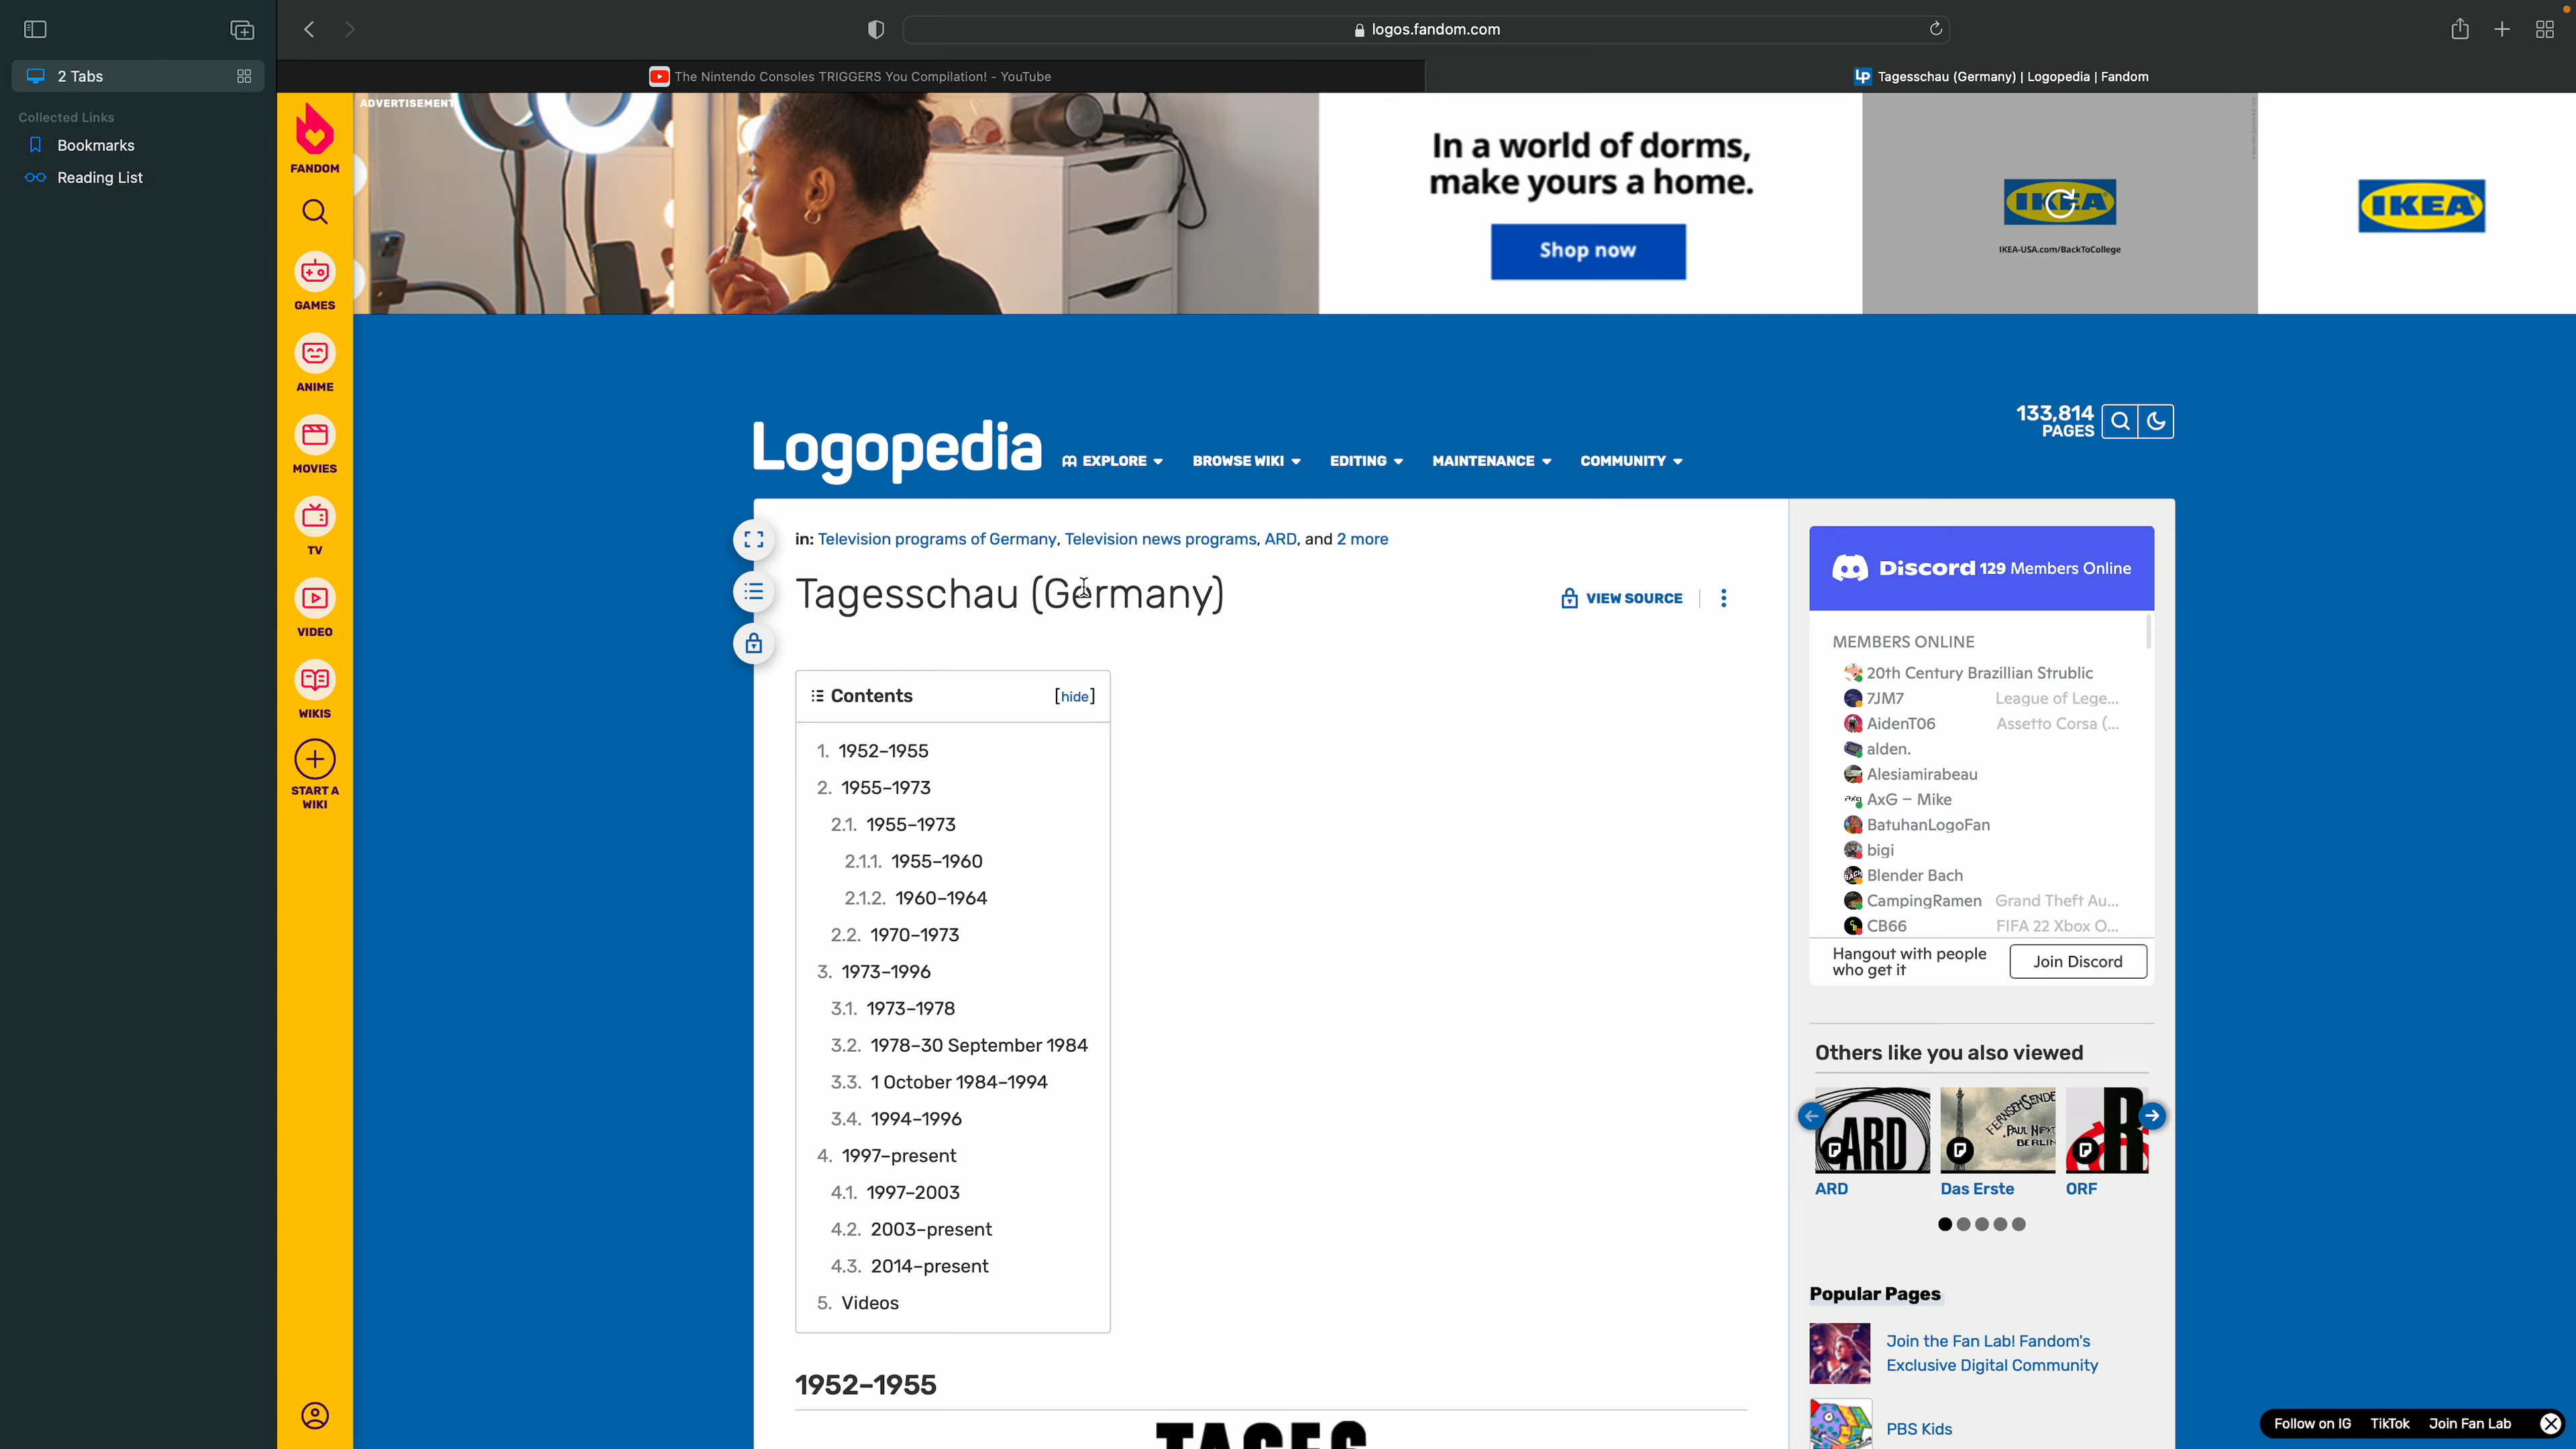 2 Tabs
Collected Links
Bookmarks
Reading List
logos.fandom.com
The Nintendo Consoles TRIGGERS You Compilation! - YouTube
Tagesschau (Germany) | Logopedia | Fandom
ADVERTISEMENT
In a world of dorms,
make yours a home.
Shop now
IKEA
IKEA-USA.com/BackToCollege
IKEA
FANDOM
GAMES
ANIME
MOVIES
TV
VIDEO
WIKIS
START A
WIKI
Logopedia
EXPLORE
BROWSE WIKI
EDITING
MAINTENANCE
COMMUNITY
133,814
PAGES
in: Television programs of Germany, Television news programs, ARD, and 2 more
Tagesschau (Germany)
VIEW SOURCE
Contents [hide]
1. 1952–1955
2. 1955–1973
2.1. 1955–1973
2.1.1. 1955–1960
2.1.2. 1960–1964
2.2. 1970–1973
3. 1973–1996
3.1. 1973–1978
3.2. 1978–30 September 1984
3.3. 1 October 1984–1994
3.4. 1994–1996
4. 1997–present
4.1. 1997–2003
4.2. 2003–present
4.3. 2014–present
5. Videos
1952–1955
TAGES
Discord 129 Members Online
MEMBERS ONLINE
20th Century Brazillian Strublic
7JM7 League of Lege...
AidenT06 Assetto Corsa (...
alden.
Alesiamirabeau
AxG – Mike
BatuhanLogoFan
bigi
Blender Bach
CampingRamen Grand Theft Au...
CB66 FIFA 22 Xbox O...
Hangout with people
who get it
Join Discord
Others like you also viewed
ARD
FERNSEHSENDE
PAUL NIPK
BERLIN
R
ARD
Das Erste
ORF
Popular Pages
Join the Fan Lab! Fandom's
Exclusive Digital Community
PBS Kids
Follow on IG TikTok Join Fan Lab